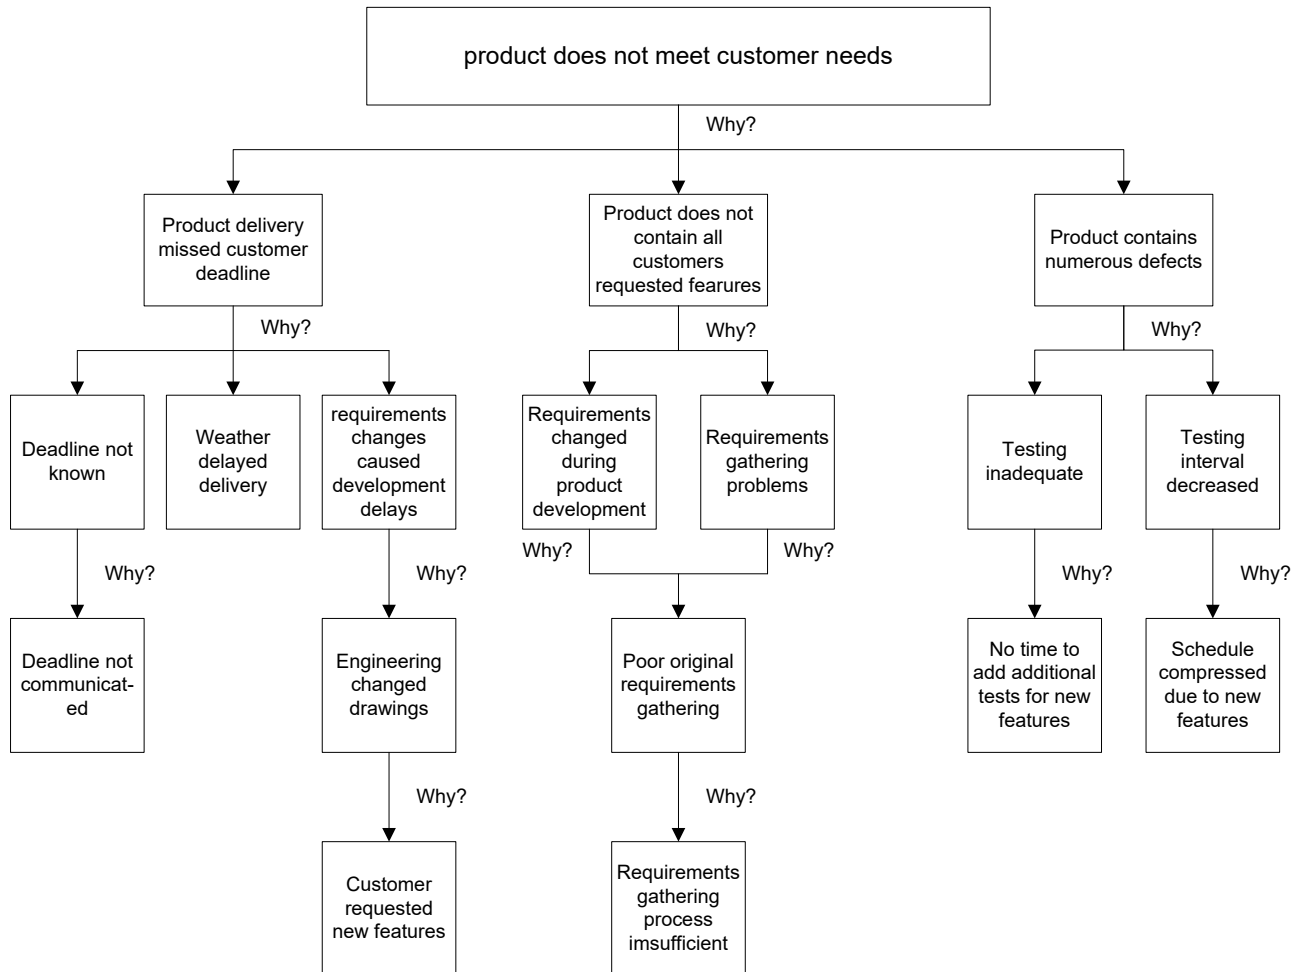 product does not meet customer needs
Why?
Product delivery
missed customer
deadline
Product does not
contain all
customers
requested fearures
Product contains
numerous defects
Why?
Why?
Why?
Deadline not
known
Weather
delayed
delivery
requirements
changes
caused
development
delays
Requirements
changed
during
product
development
Requirements
gathering
problems
Testing
inadequate
Testing
interval
decreased
Why?
Why?
Why?
Why?
Why?
Why?
Deadline not
communicat-
ed
Engineering
changed
drawings
Poor original
requirements
gathering
No time to
add additional
tests for new
features
Schedule
compressed
due to new
features
Why?
Why?
Customer
requested
new features
Requirements
gathering
process
imsufficient